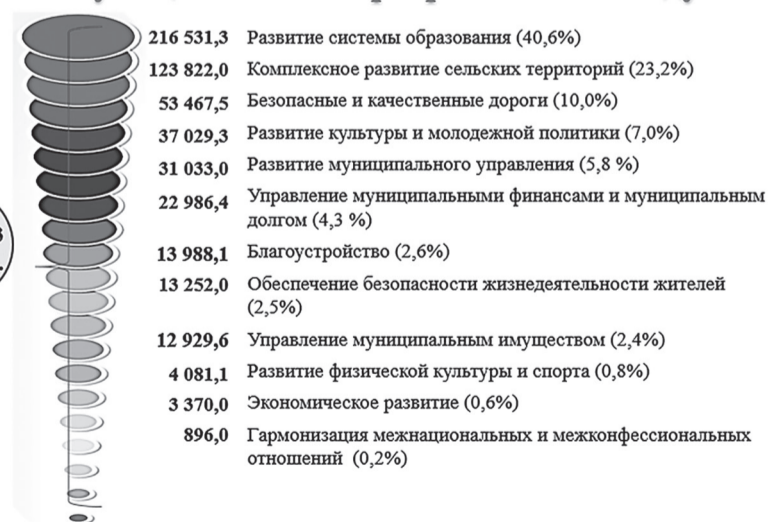 216 531,3 Развитие системы образования (40,6%)
123 822,0 Комплексное развитие сельских территорий (23,2%)
53 467,5 Безопасные и качественные дороги (10,0%)
37 029,3 Развитие культуры и молодежной политики (7,0%)
31 033,0 Развитие муниципального управления (5,8 %)
22 986,4 Управление муниципальными финансами и муниципальным
долгом (4,3 %)
13 988,1 Благоустройство (2,6%)
13 252,0 Обеспечение безопасности жизнедеятельности жителей
(2,5%)
12 929,6 Управление муниципальным имуществом (2,4%)
4 081,1 Развитие физической культуры и спорта (0,8%)
3 370,0 Экономическое развитие (0,6%)
896,0 Гармонизация межнациональных и межконфессиональных
отношений (0,2%)